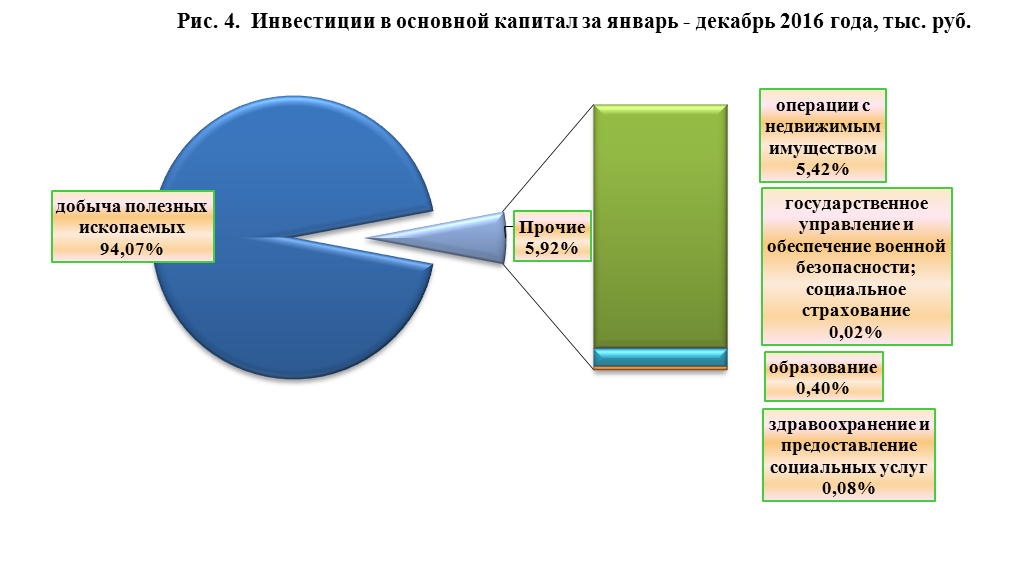 Рис. 4. Инвестиции в основной капитал за январь - декабрь 2016 года, тыс. руб.
добыча полезных
ископаемых
94,07%
Прочие
5,92%
операции с
недвижимым
имуществом
5,42%
государственное
управление и
обеспечение военной
безопасности;
социальное
страхование
0,02%
образование
0,40%
здравоохранение и
предоставление
социальных услуг
0,08%